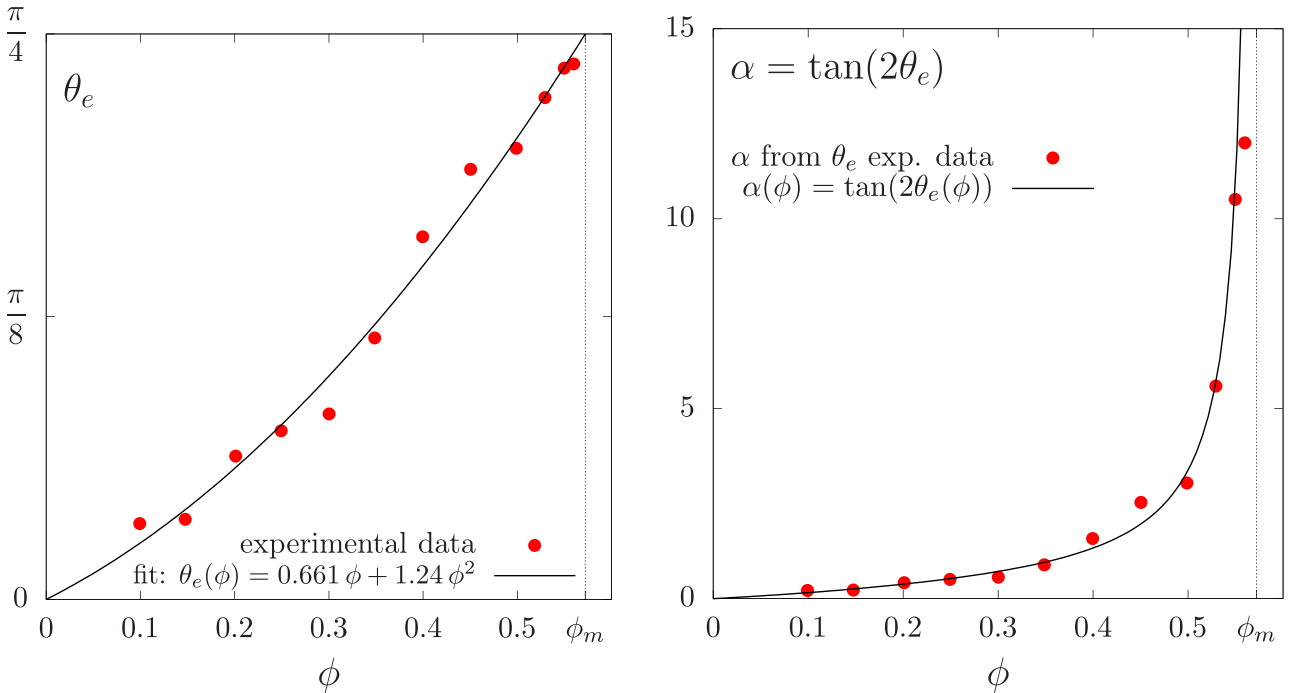 π/4
θ_e
π/8
experimental data
fit: θ_e(ϕ) = 0.661 ϕ + 1.24 ϕ²
0
0 0.1 0.2 0.3 0.4 0.5 ϕ_m
ϕ
15
α = tan(2θ_e)
α from θ_e exp. data
α(ϕ) = tan(2θ_e(ϕ))
10
5
0
0 0.1 0.2 0.3 0.4 0.5 ϕ_m
ϕ